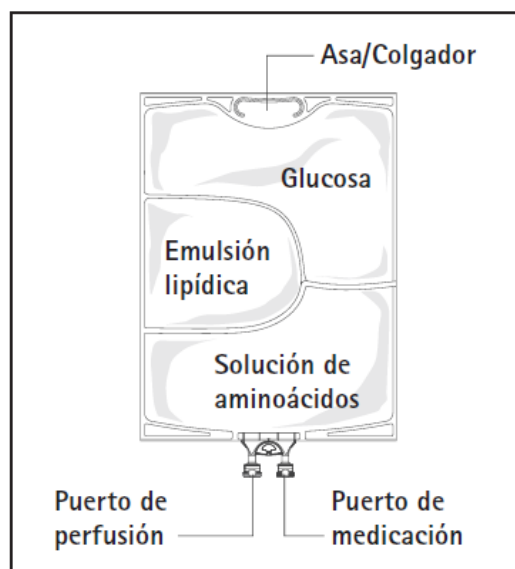 Asa/Colgador
Glucosa
Emulsión
lipídica
Solución de
aminoácidos
Puerto de
perfusión
Puerto de
medicación